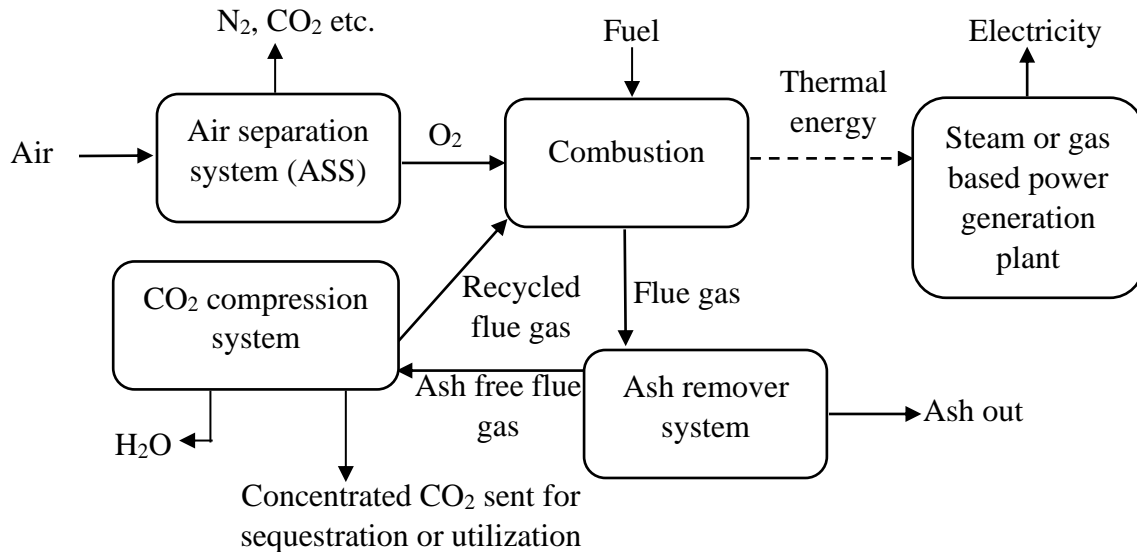 N₂, CO₂ etc.
Fuel
Electricity
Air
Air separation
system (ASS)
O₂
Combustion
Thermal
energy
Steam or gas
based power
generation
plant
CO₂ compression
system
Recycled
flue gas
Flue gas
Ash free flue
gas
Ash remover
system
Ash out
H₂O
Concentrated CO₂ sent for
sequestration or utilization